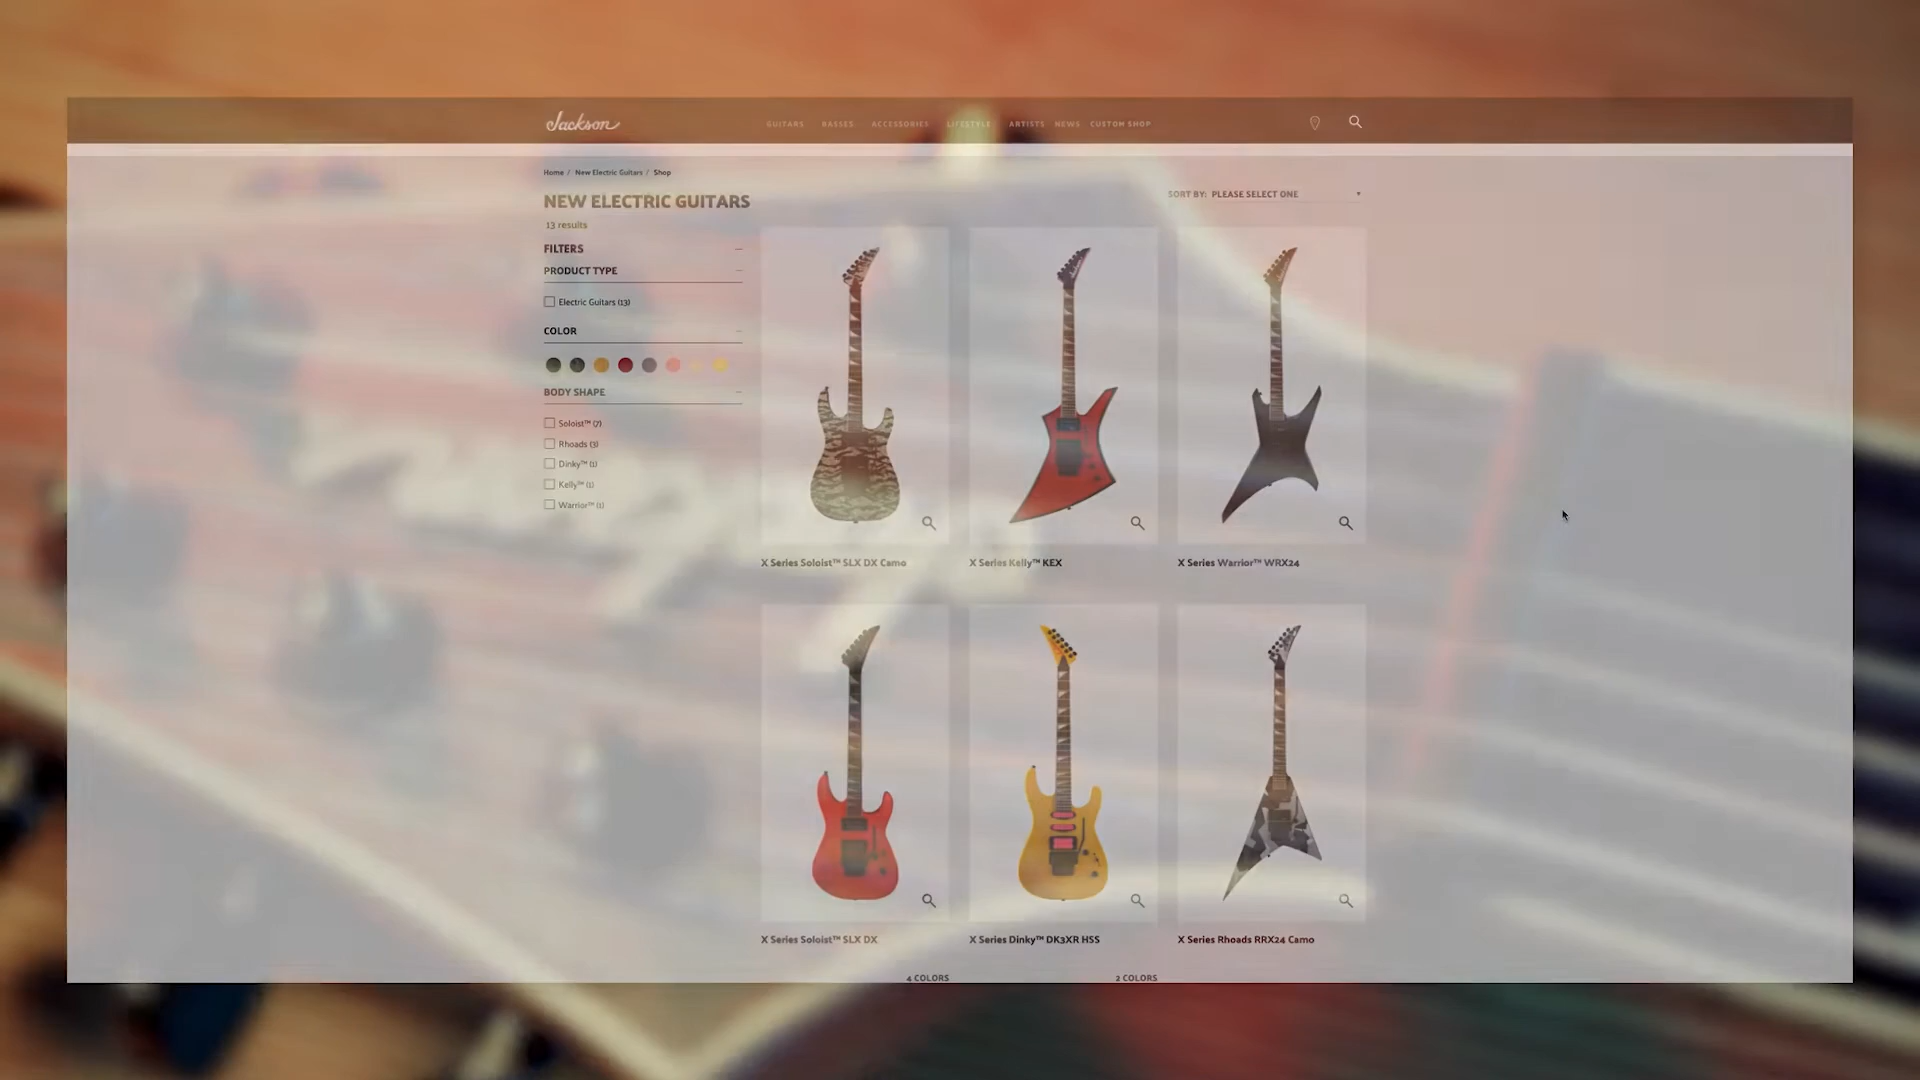 Jackson
GUITARS BASSES ACCESSORIES LIFESTYLE ARTISTS NEWS CUSTOM SHOP
Home / New Electric Guitars / Shop
NEW ELECTRIC GUITARS
SORT BY: PLEASE SELECT ONE
13 results
FILTERS
PRODUCT TYPE
Electric Guitars (13)
COLOR
BODY SHAPE
Soloist™ (7)
Rhoads (3)
Dinky™ (1)
Kelly™ (1)
Warrior™ (1)
X Series Soloist™ SLX DX Camo
X Series Kelly™ KEX
X Series Warrior™ WRX24
X Series Soloist™ SLX DX
X Series Dinky™ DK3XR HSS
X Series Rhoads RRX24 Camo
4 COLORS
2 COLORS